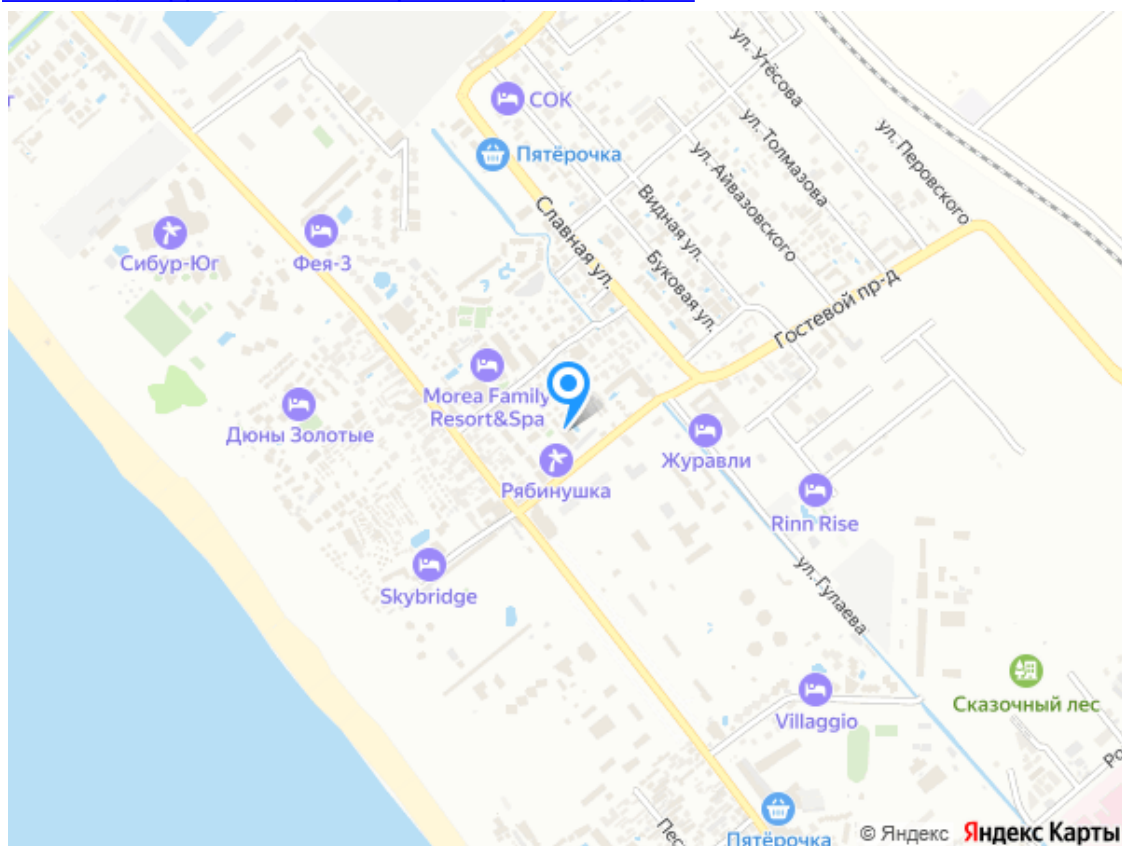 СОК
ул. Утёсова
Пятёрочка
ул. Толмазова
ул. Перовского
ул. Айвазовского
Видная ул.
Славная ул.
Буковая ул.
Сибур-Юг
Фея-3
Гостевой пр-д
Morea Family
Resort&Spa
Дюны Золотые
Журавли
Рябинушка
Rinn Rise
Skybridge
ул. Гулаева
Сказочный лес
Villaggio
Ро
Пес
Пятёрочка
© Яндекс Яндекс Карты